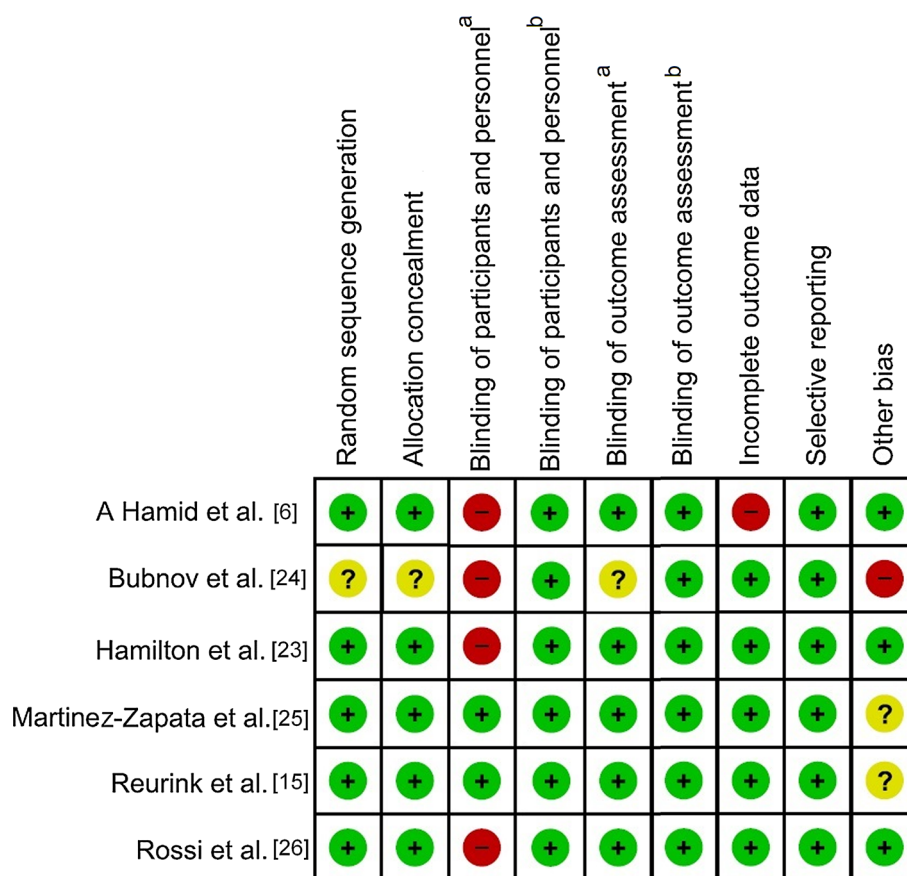 Random sequence generation
Allocation concealment
Blinding of participants and personnel a
Blinding of participants and personnel b
Blinding of outcome assessment a
Blinding of outcome assessment b
Incomplete outcome data
Selective reporting
Other bias
A Hamid et al. [6] + + − + + + − + +
Bubnov et al. [24] ? ? − + ? + + + −
Hamilton et al. [23] + + − + + + + + +
Martinez-Zapata et al.[25] + + + + + + + + ?
Reurink et al. [15] + + + + + + + + ?
Rossi et al. [26] + + − + + + + + +